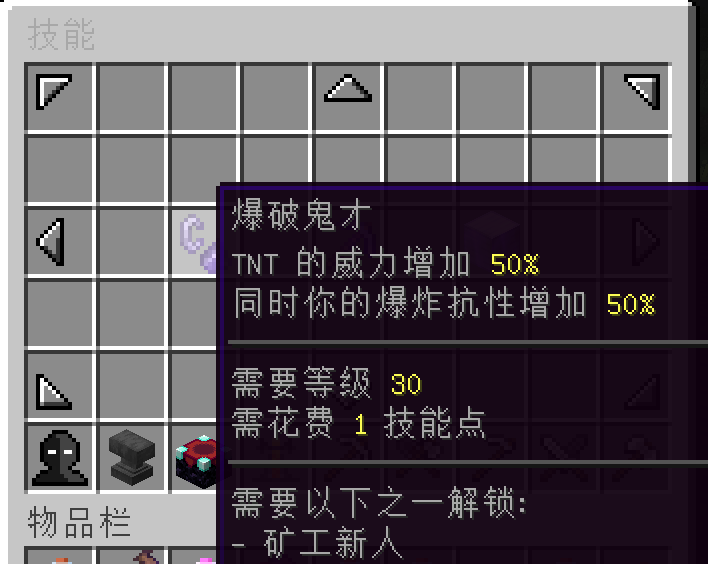 技能
爆破鬼才
TNT 的威力增加 50%
同时你的爆炸抗性增加 50%
需要等级 30
需花费 1 技能点
需要以下之一解锁:
- 矿工新人
物品栏